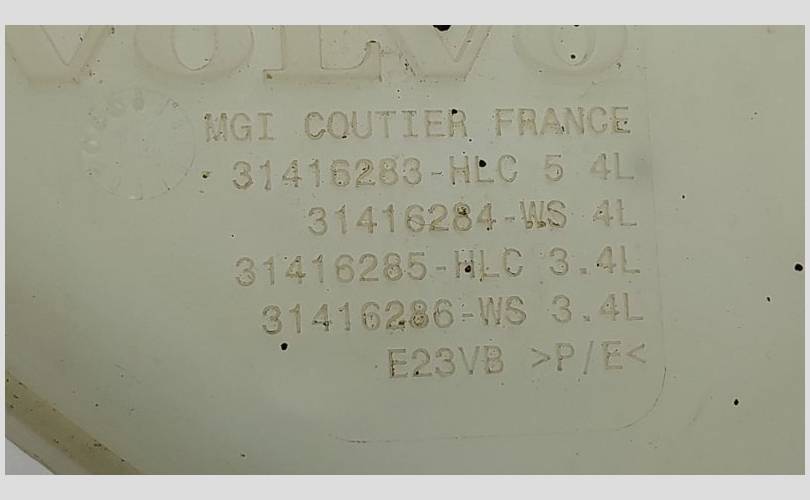 VOLVO
MGI COUTIER FRANCE
31416283-HLC 5 4L
31416284-WS 4L
31416285-HLC 3.4L
31416286-WS 3.4L
E23VB >P/E<